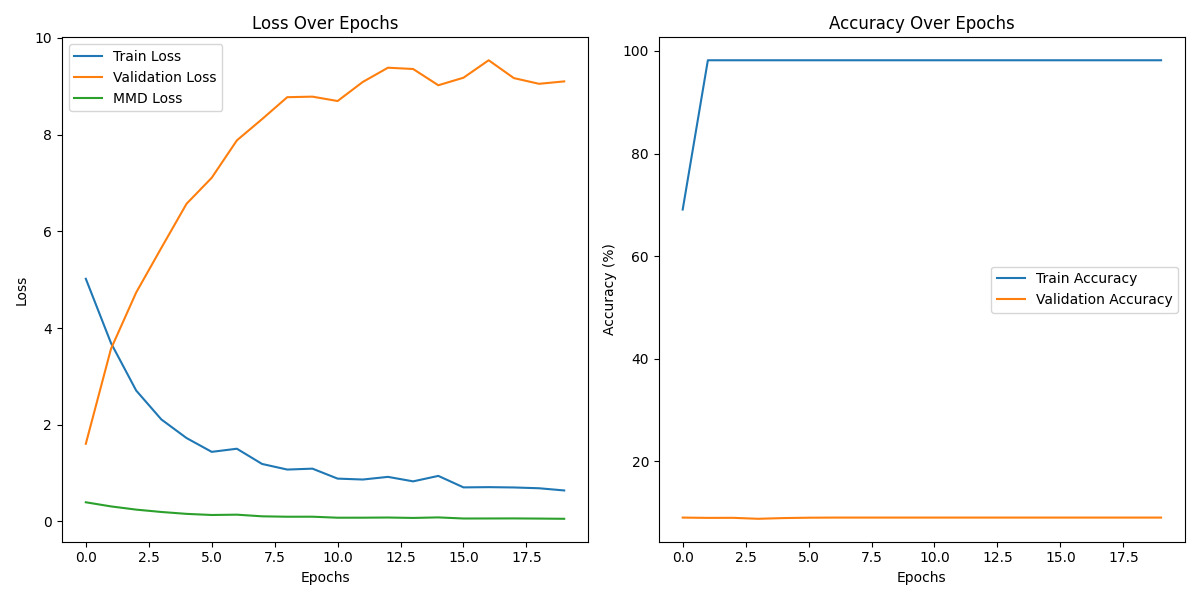 Loss Over Epochs
Train Loss
Validation Loss
MMD Loss
Loss
10
8
6
4
2
0
0.0 2.5 5.0 7.5 10.0 12.5 15.0 17.5
Epochs
Accuracy Over Epochs
Train Accuracy
Validation Accuracy
Accuracy (%)
100
80
60
40
20
0.0 2.5 5.0 7.5 10.0 12.5 15.0 17.5
Epochs